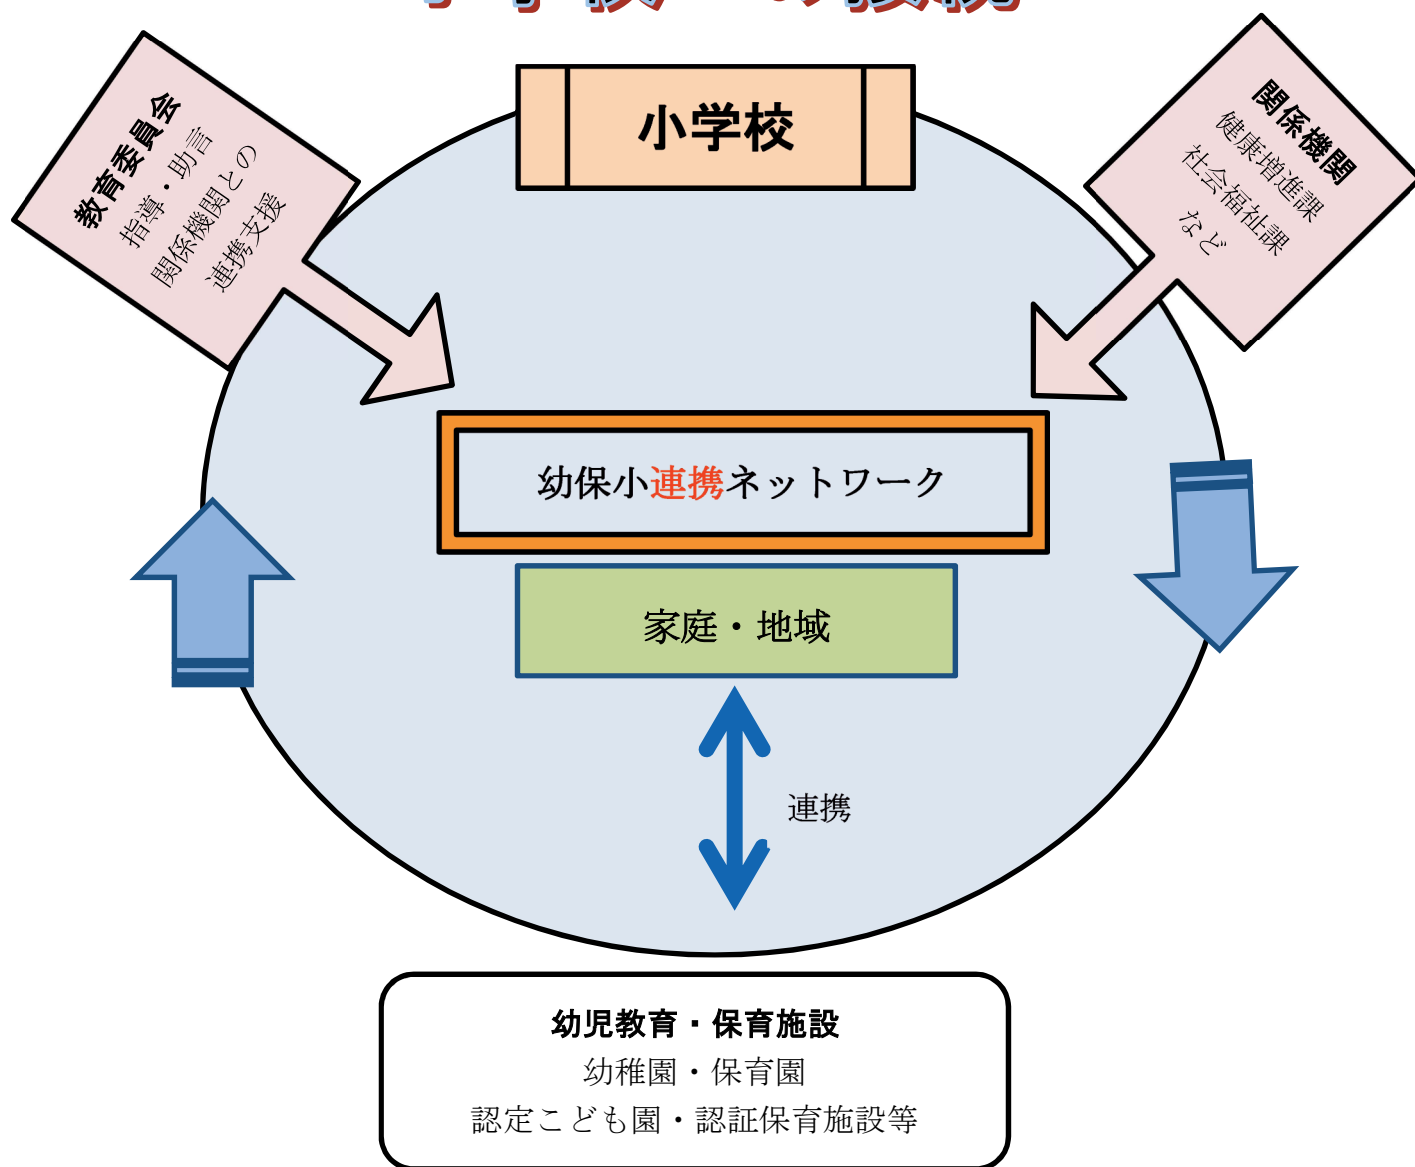 小学校
教育委員会
指導・助言
関係機関との
連携支援
関係機関
健康増進課
社会福祉課
など
幼保小連携ネットワーク
家庭・地域
連携
幼児教育・保育施設
幼稚園・保育園
認定こども園・認証保育施設等